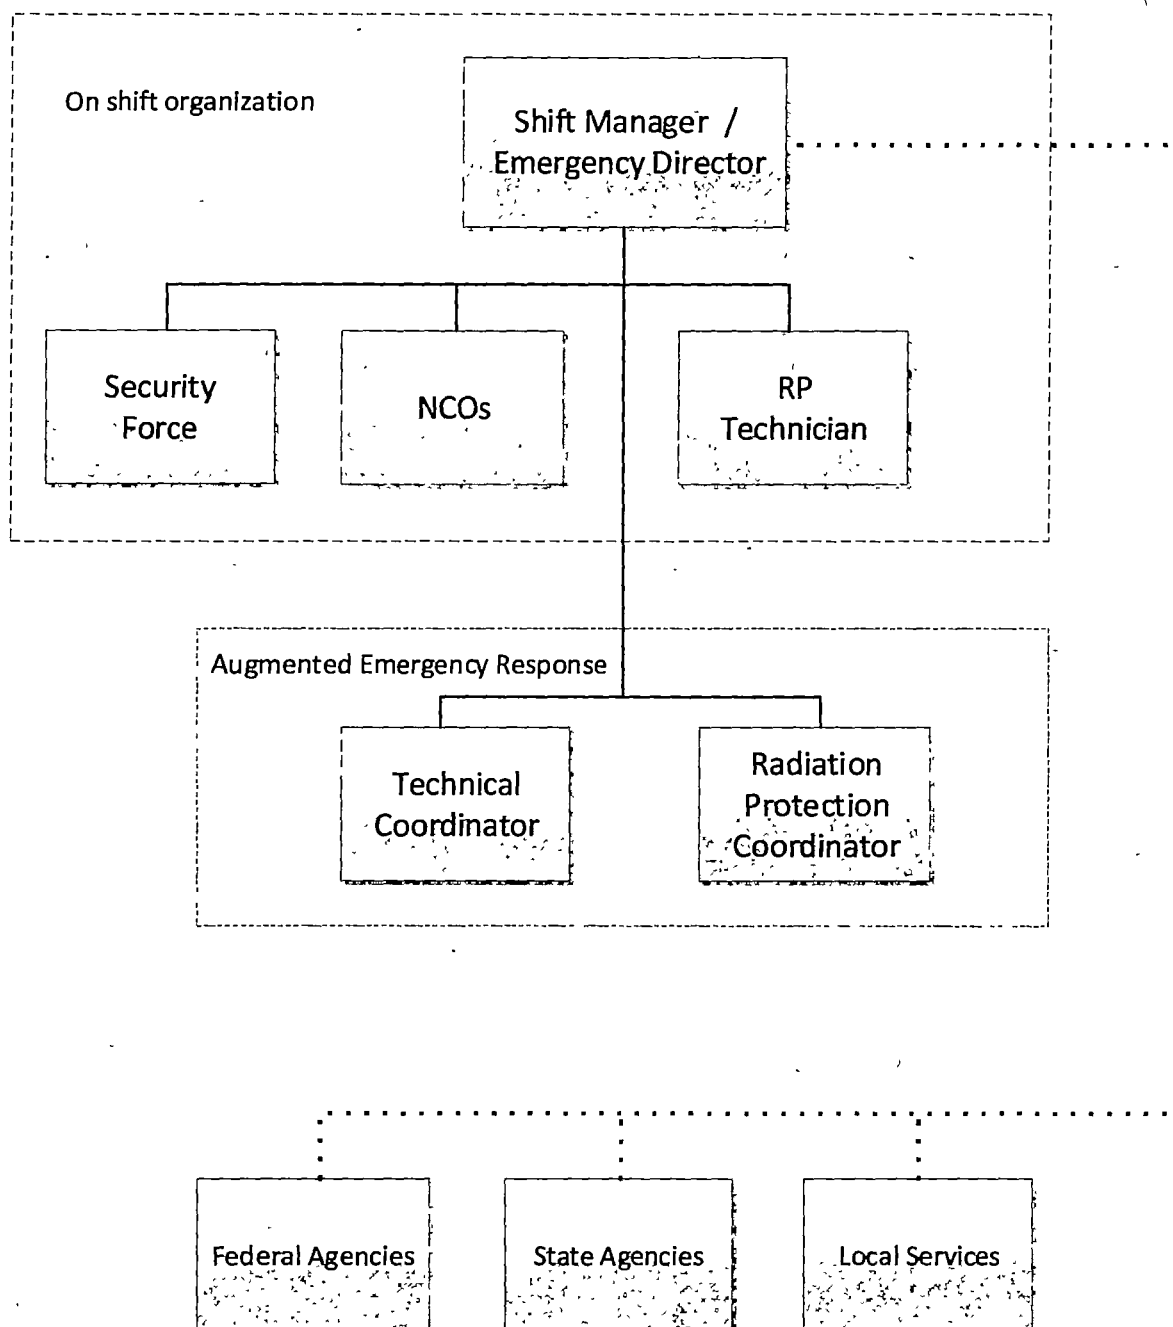 On shift organization
Shift Manager /
Emergency Director
Security
Force
NCOs
RP
Technician
Augmented Emergency Response
Technical
Coordinator
Radiation
Protection
Coordinator
Federal Agencies
State Agencies
Local Services